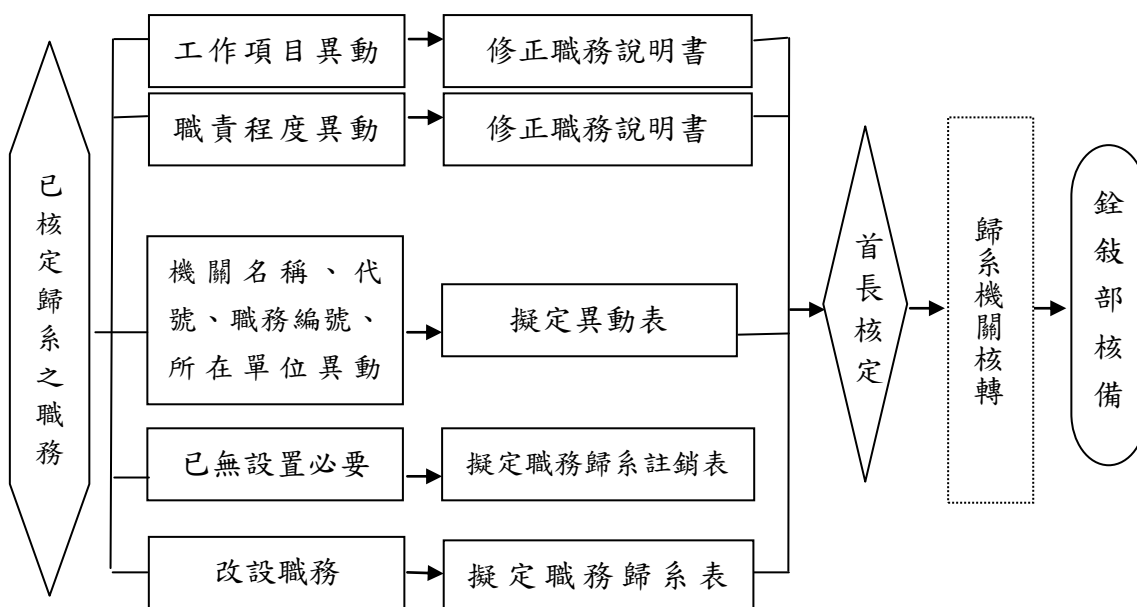 已核定歸系之職務
工作項目異動
修正職務說明書
職責程度異動
修正職務說明書
機關名稱、代
號、職務編號、
所在單位異動
擬定異動表
已無設置必要
擬定職務歸系註銷表
改設職務
擬定職務歸系表
首長核定
歸系機關核轉
銓敍部核備